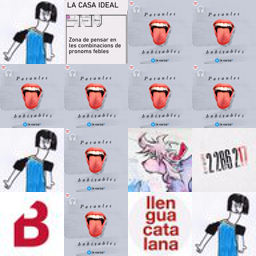 LA CASA IDEAL
Zona de pensar en
les combinacions de
pronoms febles
Paraules
habitables
Paraules
habitables
Paraules
habitables
Paraules
habitables
Paraules
habitables
Paraules
habitables
Paraules
habitables
B
Paraules
habitables
llen
gua
cata
lana